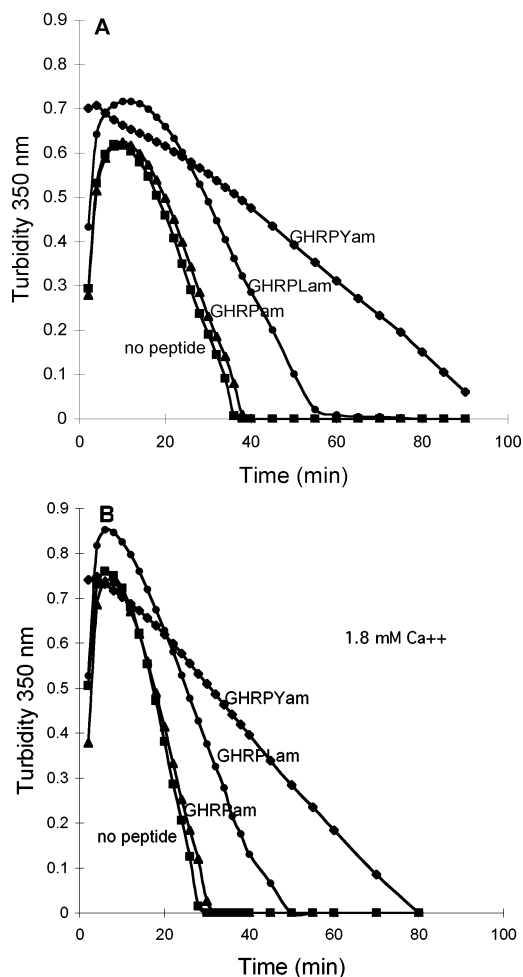 A
0.9
0.8
0.7
0.6
0.5
0.4
0.3
0.2
0.1
0
Turbidity 350 nm
GHRPYam
GHRPLam
GHRPam
no peptide
0 20 40 60 80 100
Time (min)
B
0.9
0.8
0.7
0.6
0.5
0.4
0.3
0.2
0.1
0
Turbidity 350 nm
1.8 mM Ca++
GHRPYam
GHRPLam
GHRPam
no peptide
0 20 40 60 80 100
Time (min)